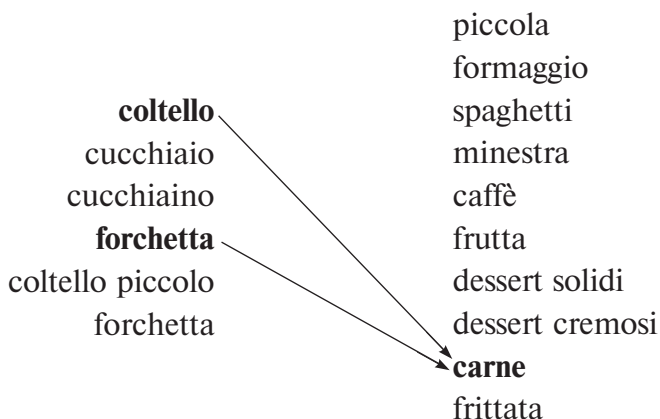 coltello
cucchiaio
cucchiaino
forchetta
coltello piccolo
forchetta
piccola
formaggio
spaghetti
minestra
caffè
frutta
dessert solidi
dessert cremosi
carne
frittata